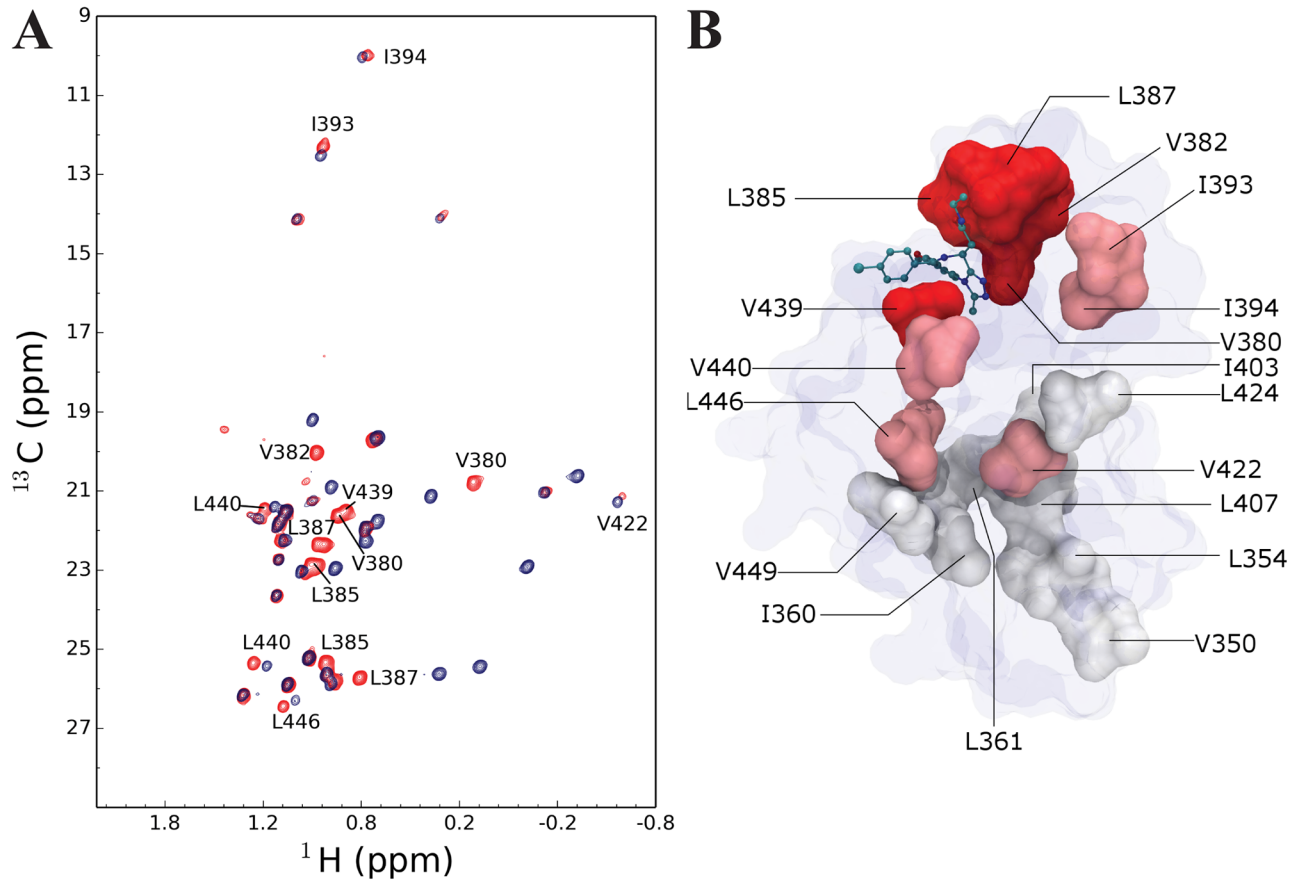 A
9
11
13
15
17
19
21
23
25
27
13C (ppm)
1.8
1.2
0.8
0.2
-0.2
-0.8
1H (ppm)
I394
I393
V382
V380
L440
V439
L387
V422
V380
L385
L440
L385
L387
L446
B
L387
V382
I393
L385
V439
I394
V380
V440
I403
L446
L424
V422
L407
V449
L354
I360
V350
L361